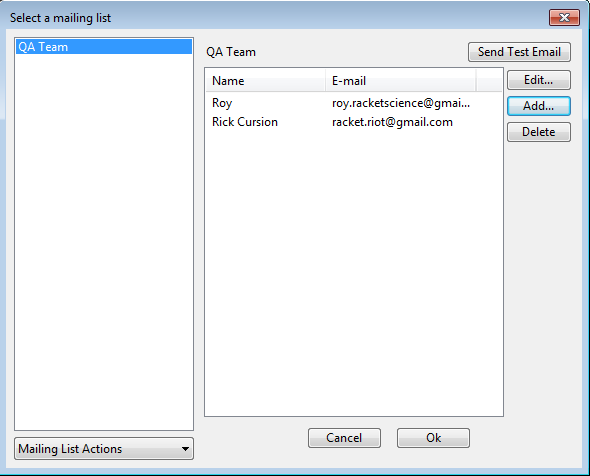 Select a mailing list
QA Team
QA Team
Send Test Email
Name E-mail
Roy roy.racketscience@gmai...
Rick Cursion racket.riot@gmail.com
Edit...
Add...
Delete
Mailing List Actions
Cancel
Ok